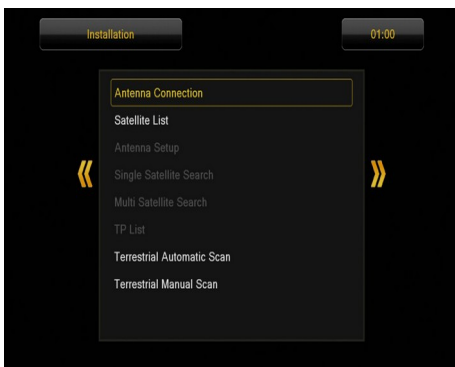 Installation
01:00
Antenna Connection
Satellite List
Antenna Setup
Single Satellite Search
Multi Satellite Search
TP List
Terrestrial Automatic Scan
Terrestrial Manual Scan